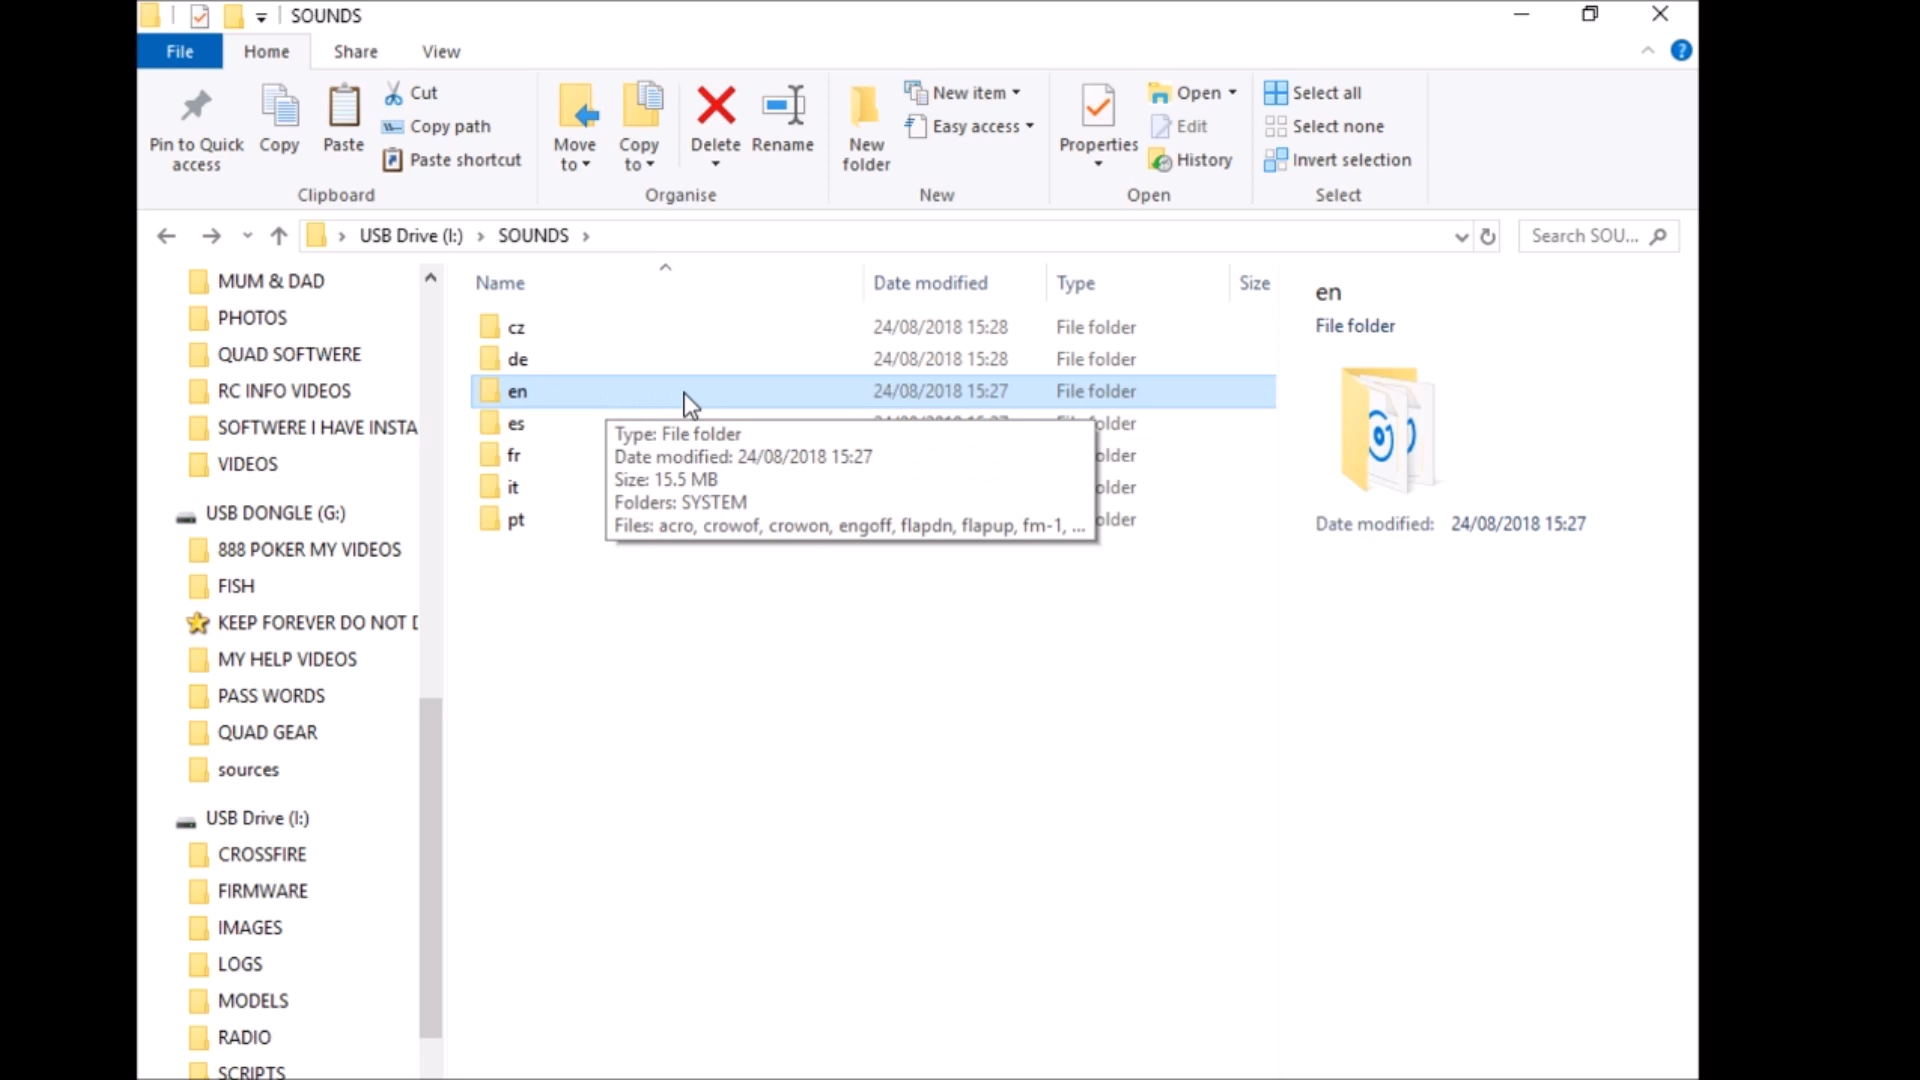 SOUNDS
File Home Share View
Pin to Quick access
Copy
Paste
Cut
Copy path
Paste shortcut
Clipboard
Move to
Copy to
Delete
Rename
Organise
New folder
New item
Easy access
New
Properties
Open
Edit
History
Open
Select all
Select none
Invert selection
Select
USB Drive (I:) SOUNDS
Search SOU...
MUM & DAD
PHOTOS
QUAD SOFTWERE
RC INFO VIDEOS
SOFTWERE I HAVE INSTA
VIDEOS
USB DONGLE (G:)
888 POKER MY VIDEOS
FISH
KEEP FOREVER DO NOT
MY HELP VIDEOS
PASS WORDS
QUAD GEAR
sources
USB Drive (I:)
CROSSFIRE
FIRMWARE
IMAGES
LOGS
MODELS
RADIO
SCRIPTS
Name Date modified Type Size
cz 24/08/2018 15:28 File folder
de 24/08/2018 15:28 File folder
en 24/08/2018 15:27 File folder
es
fr
it
pt
Type: File folder
Date modified: 24/08/2018 15:27
Size: 15.5 MB
Folders: SYSTEM
Files: acro, crowof, crowon, engoff, flapdn, flapup, fm-1, ...
en
File folder
Date modified: 24/08/2018 15:27